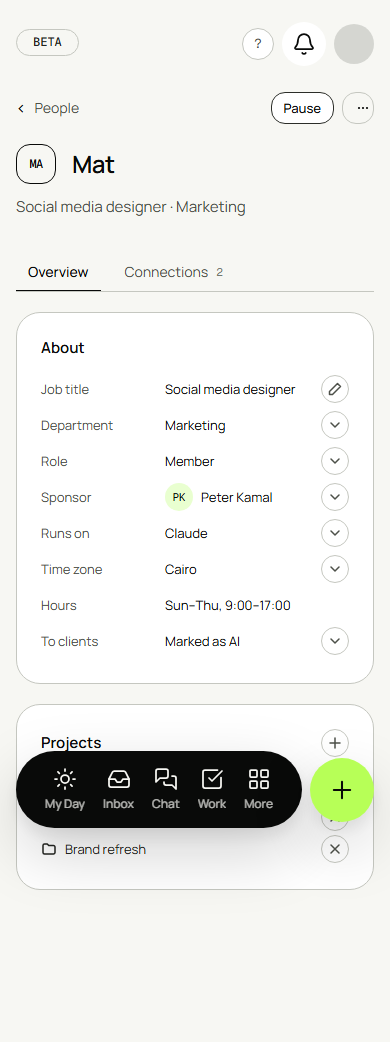 BETA
?
People
Pause
...
MA
Mat
Social media designer · Marketing
Overview
Connections 2
About
Job title
Social media designer
Department
Marketing
Role
Member
Sponsor
PK
Peter Kamal
Runs on
Claude
Time zone
Cairo
Hours
Sun–Thu, 9:00–17:00
To clients
Marked as AI
Projects
My Day
Inbox
Chat
Work
More
Brand refresh